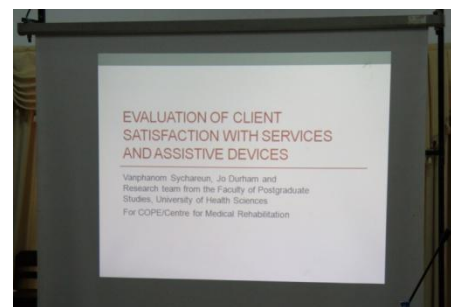 EVALUATION OF CLIENT
SATISFACTION WITH SERVICES
AND ASSISTIVE DEVICES
Vanphanom Sychareun, Jo Durham and
Research team from the Faculty of Postgraduate
Studies, University of Health Sciences
For COPE/Centre for Medical Rehabilitation